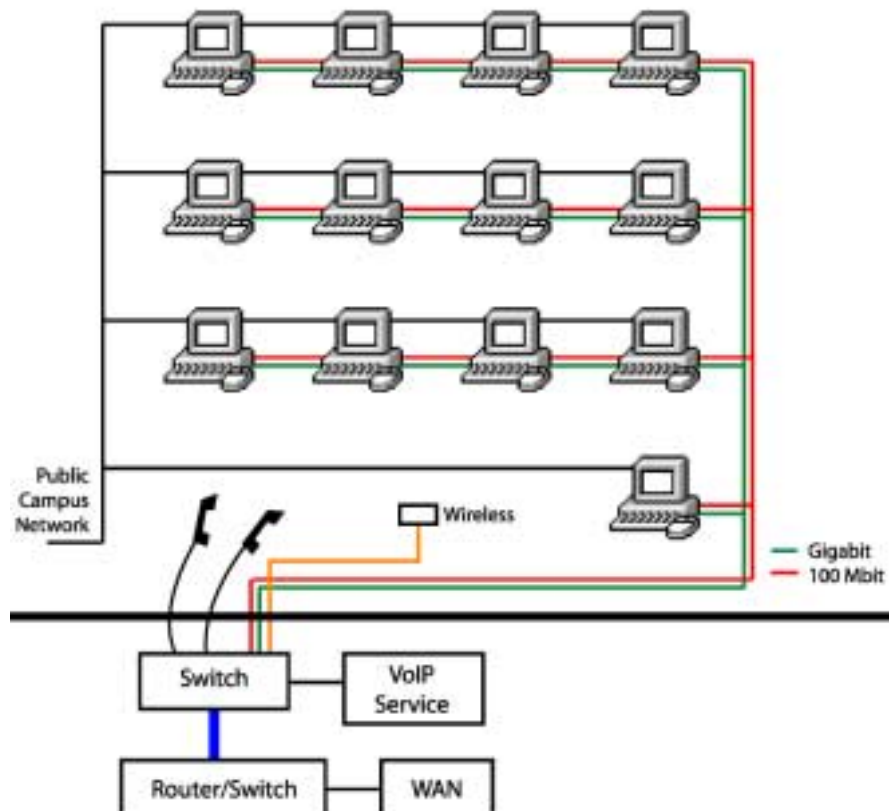 Public
Campus
Network
Wireless
Gigabit
100 Mbit
Switch
VoIP
Service
Router/Switch
WAN